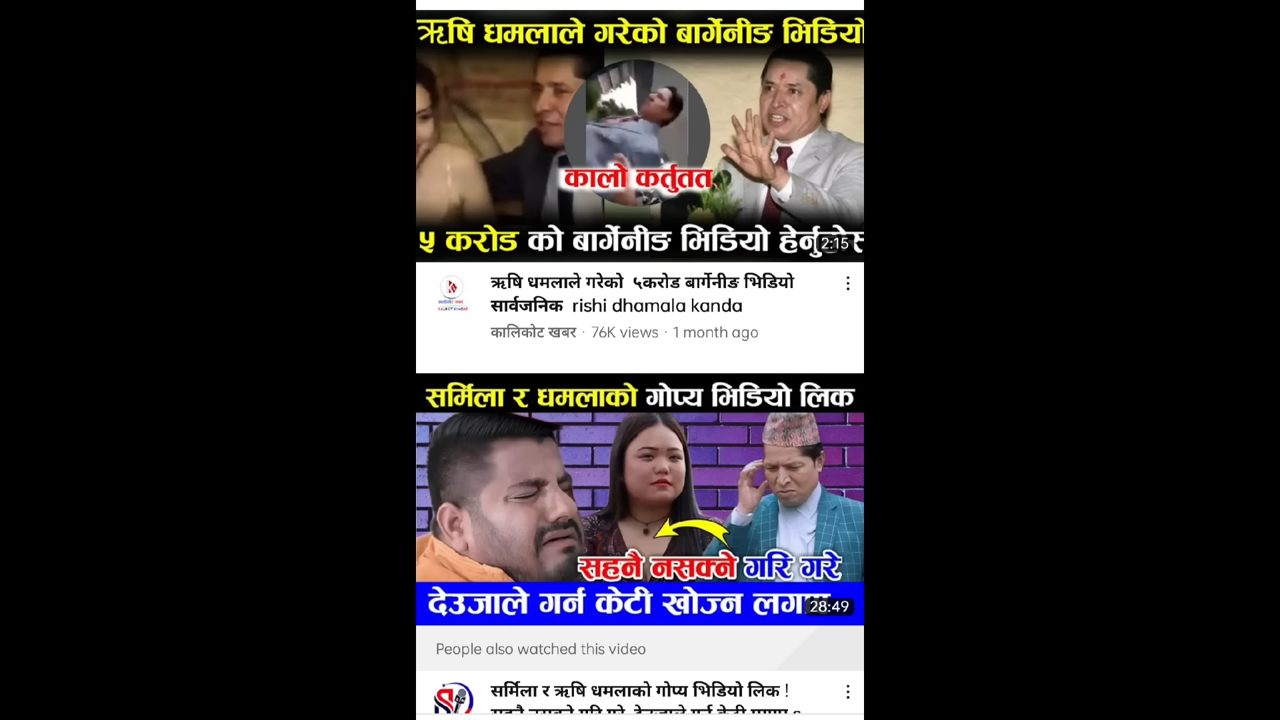 ऋषि धमलाले गरेको बार्गेनीङ भिडियो
कालो कर्तुतत
५ करोड को बार्गेनीङ भिडियो
2:15
ऋषि धमलाले गरेको ५करोड बार्गेनीङ भिडियो
सार्वजनिक rishi dhamala kanda
कालिकोट खबर · 76K views · 1 month ago
सर्मिला र धमलाको गोप्य भिडियो लिक
सहनै नसक्ने गरि गरे
देउजाले गर्न केटी खोज्न
28:49
People also watched this video
सर्मिला र ऋषि धमलाको गोप्य भिडियो लिक !